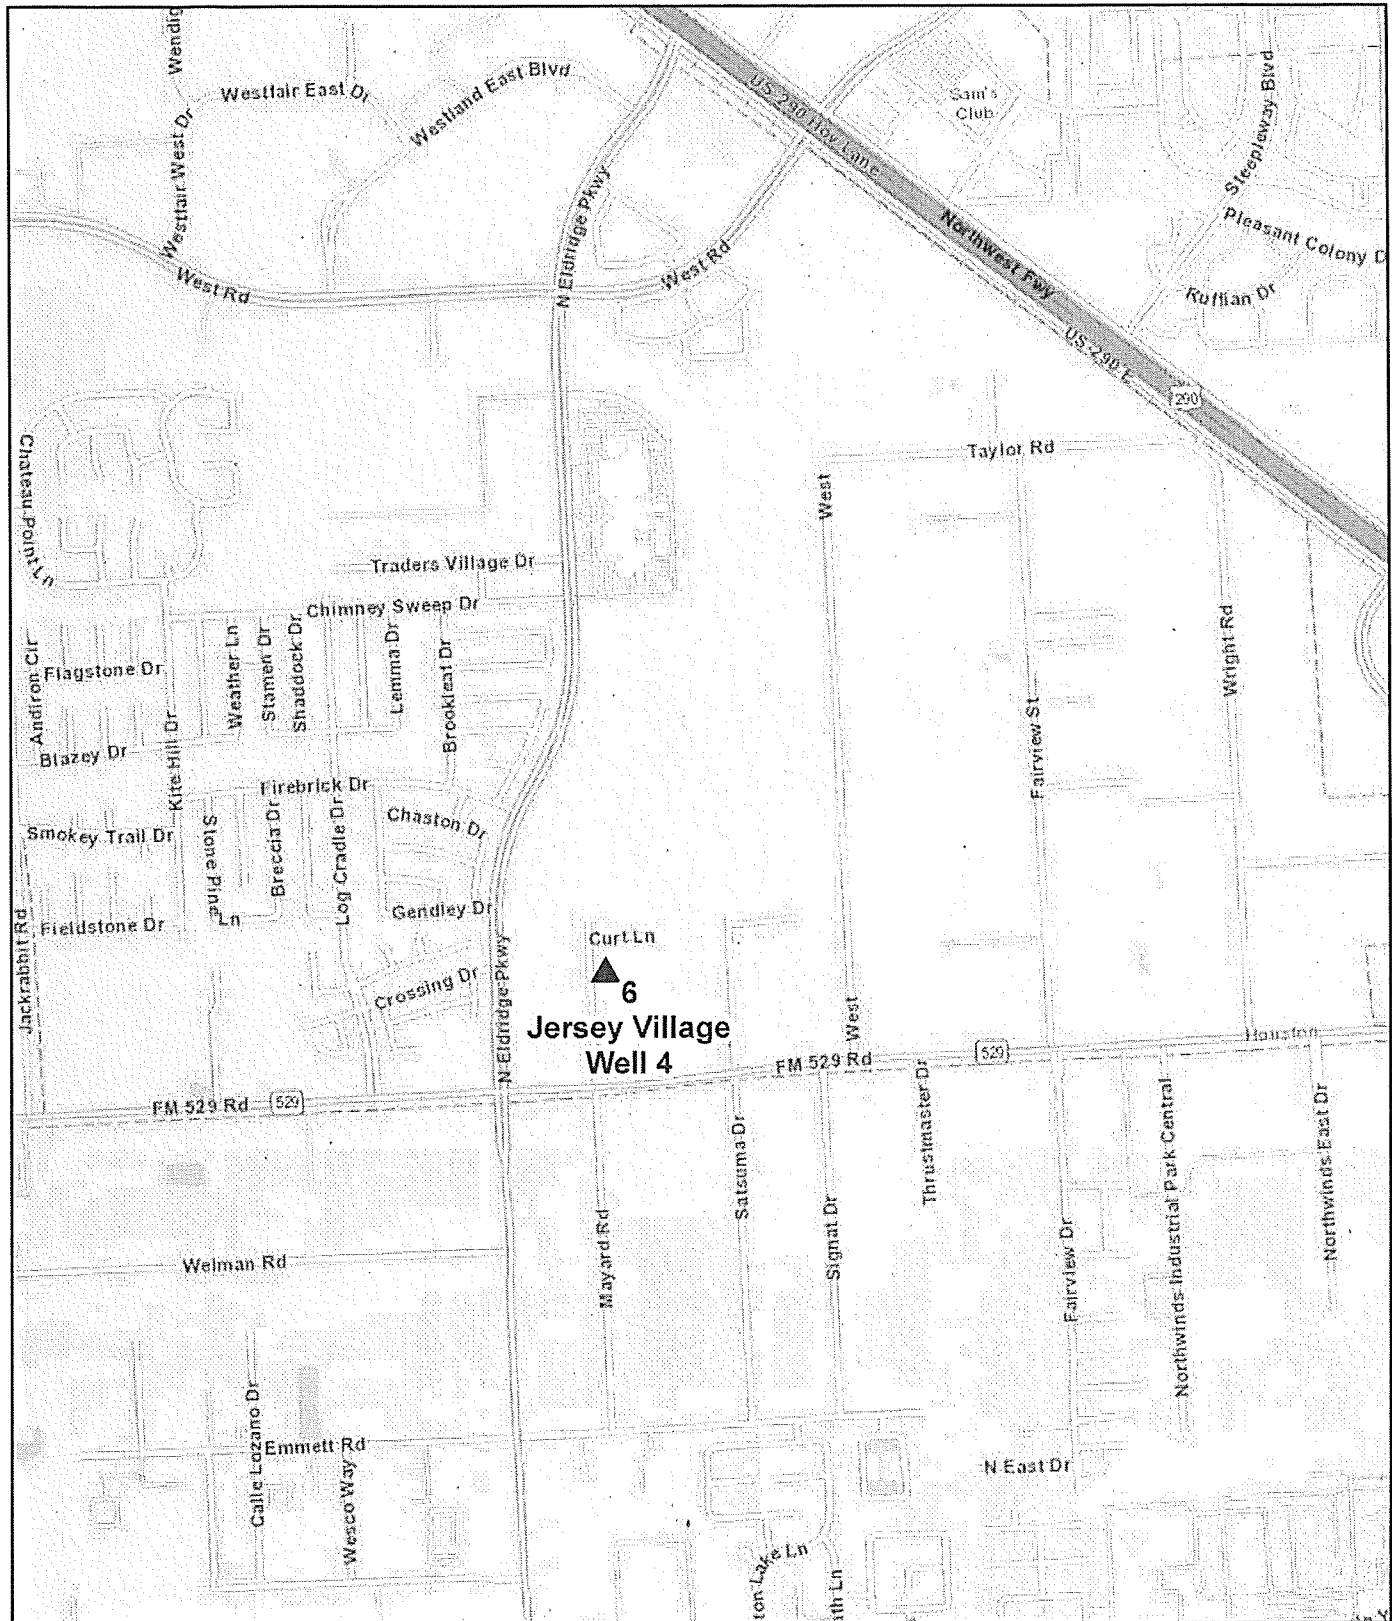 Westfair East Dr
Westland East Blvd
Westfair West Dr
West Rd
N Eldridge Pkwy
West Rd
US-290 Hov Lane
Sam's
Club
Steepleway Blvd
Pleasant Colony D
Ruffian Dr
Northwest Fwy
US-290 E
290
Taylor Rd
West
Chateau Point Ln
Traders Village Dr
Chimney Sweep Dr
Andiron Cir
Flagstone Dr
Weather Ln
Stamen Dr
Shaddock Dr
Lemma Dr
Brookleaf Dr
Wright Rd
Fairview St
Blazey Dr
Kite Hill Dr
Firebrick Dr
Smokey Trail Dr
Stone Pine
Ln
Breccia Dr
Log Cradle Dr
Chaston Dr
Gendley Dr
Fieldstone Dr
Jackrabbit Rd
Crossing Dr
N Eldridge Pkwy
Curt Ln
6
Jersey Village
Well 4
West
FM 529 Rd
529
Houston
FM 529 Rd
529
Satsuma Dr
Thrustmaster Dr
Signat Dr
Mayard Rd
Fairview Dr
Northwinds Industrial Park Central
Northwinds East Dr
Welman Rd
Calle Lozano Dr
Emmett Rd
Wesco Way
N East Dr
ton Lake Ln
ith Ln